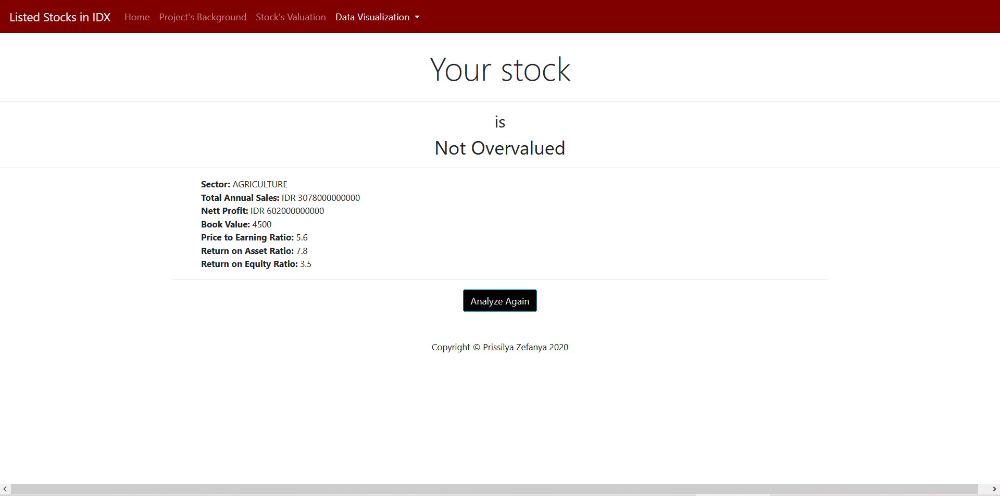 Listed Stocks in IDX Home Project's Background Stock's Valuation Data Visualization
Your stock
is
Not Overvalued
Sector: AGRICULTURE
Total Annual Sales: IDR 3078000000000
Nett Profit: IDR 602000000000
Book Value: 4500
Price to Earning Ratio: 5.6
Return on Asset Ratio: 7.8
Return on Equity Ratio: 3.5
Analyze Again
Copyright © Prissilya Zefanya 2020